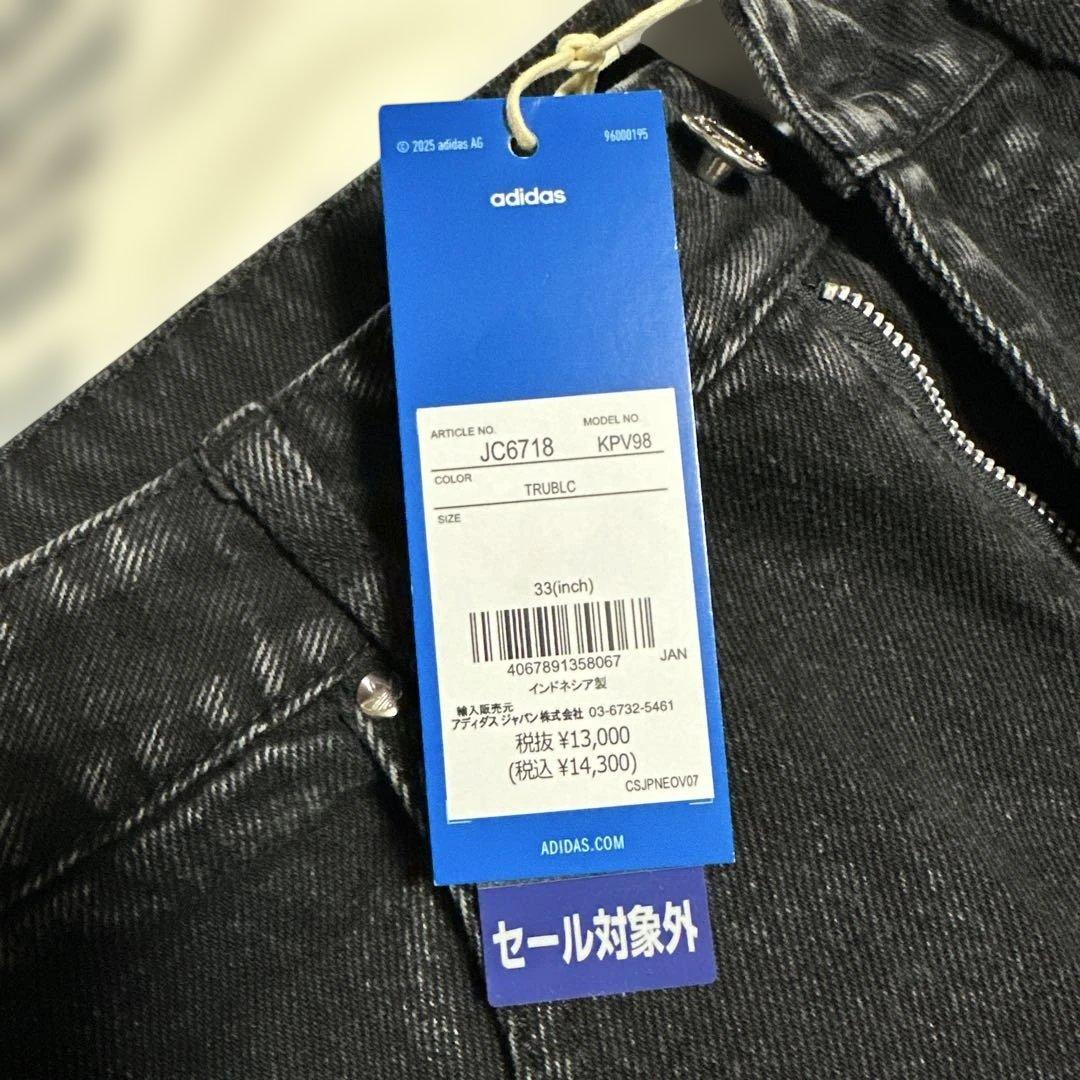 © 2025 adidas AG
96000195
adidas
ARTICLE NO.
MODEL NO.
JC6718
KPV98
COLOR
TRUBLC
SIZE
33(inch)
4067891358067
JAN
インドネシア製
輸入販売元
アディダス ジャパン株式会社 03-6732-5461
税抜 ¥13,000
(税込 ¥14,300)
CSJPNEOV07
ADIDAS.COM
セール対象外